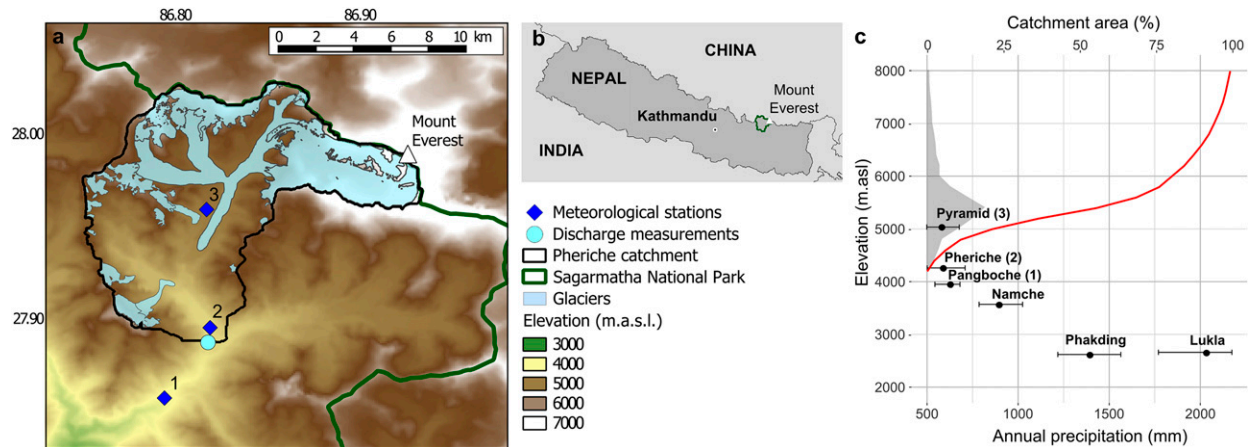 86.80
86.90
a
0 2 4 6 8 10 km
28.00
27.90
Mount
Everest
3
2
1
b
CHINA
NEPAL
Mount
Everest
Kathmandu
INDIA
Meteorological stations
Discharge measurements
Pheriche catchment
Sagarmatha National Park
Glaciers
Elevation (m.a.s.l.)
3000
4000
5000
6000
7000
c
Catchment area (%)
0 25 50 75 100
Elevation (m.asl)
8000
7000
6000
5000
4000
3000
2000
Pyramid (3)
Pheriche (2)
Pangboche (1)
Namche
Phakding
Lukla
500 1000 1500 2000
Annual precipitation (mm)